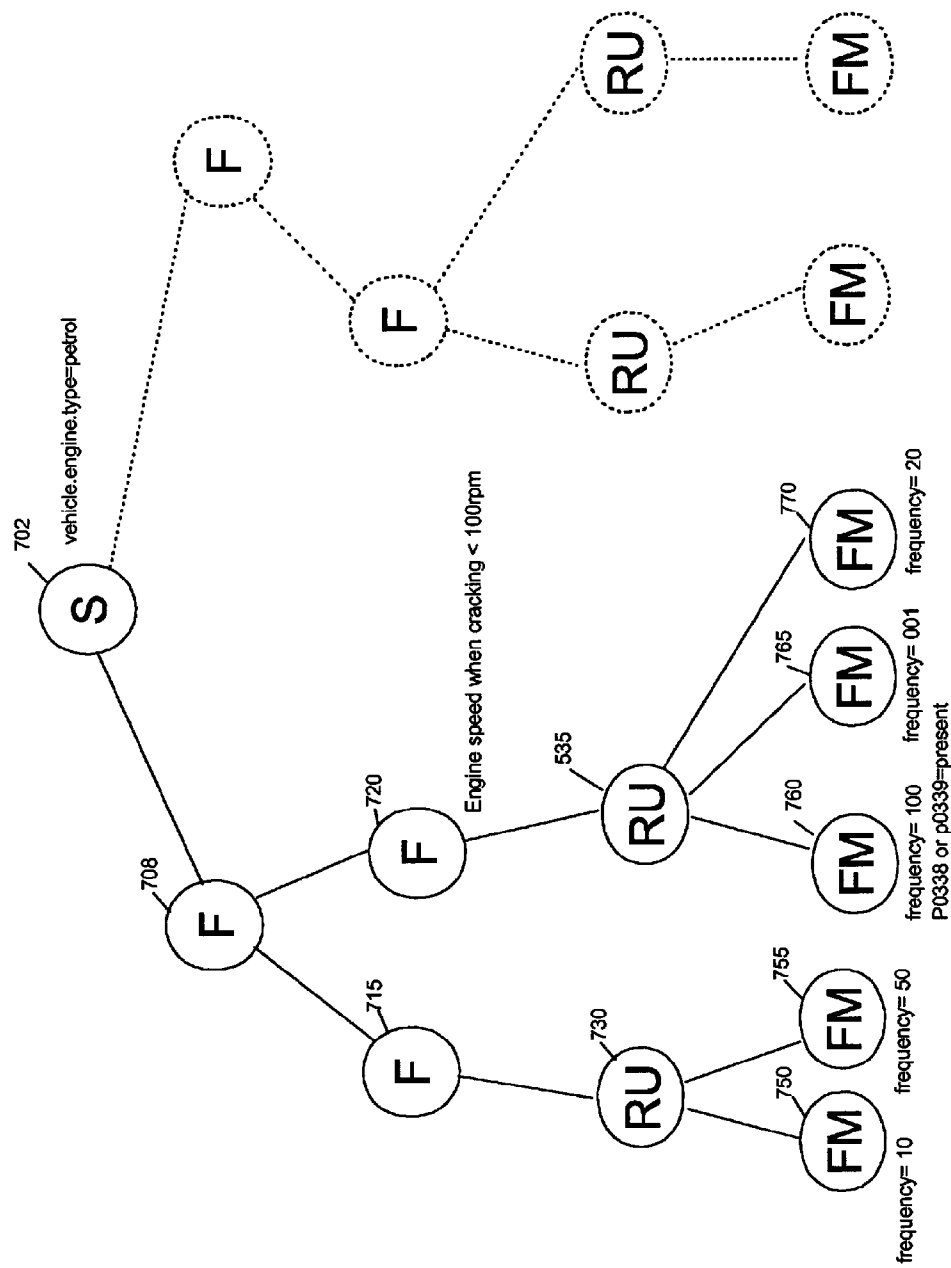 702
vehicle.engine.type=petrol
S
708
F
F
715
720
F
F
F
Engine speed when cracking < 100rpm
730
535
RU
RU
RU
RU
750
755
760
765
770
FM
FM
FM
FM
FM
FM
FM
frequency= 10
frequency= 50
frequency= 100
frequency= 001
frequency= 20
P0338 or p0339=present